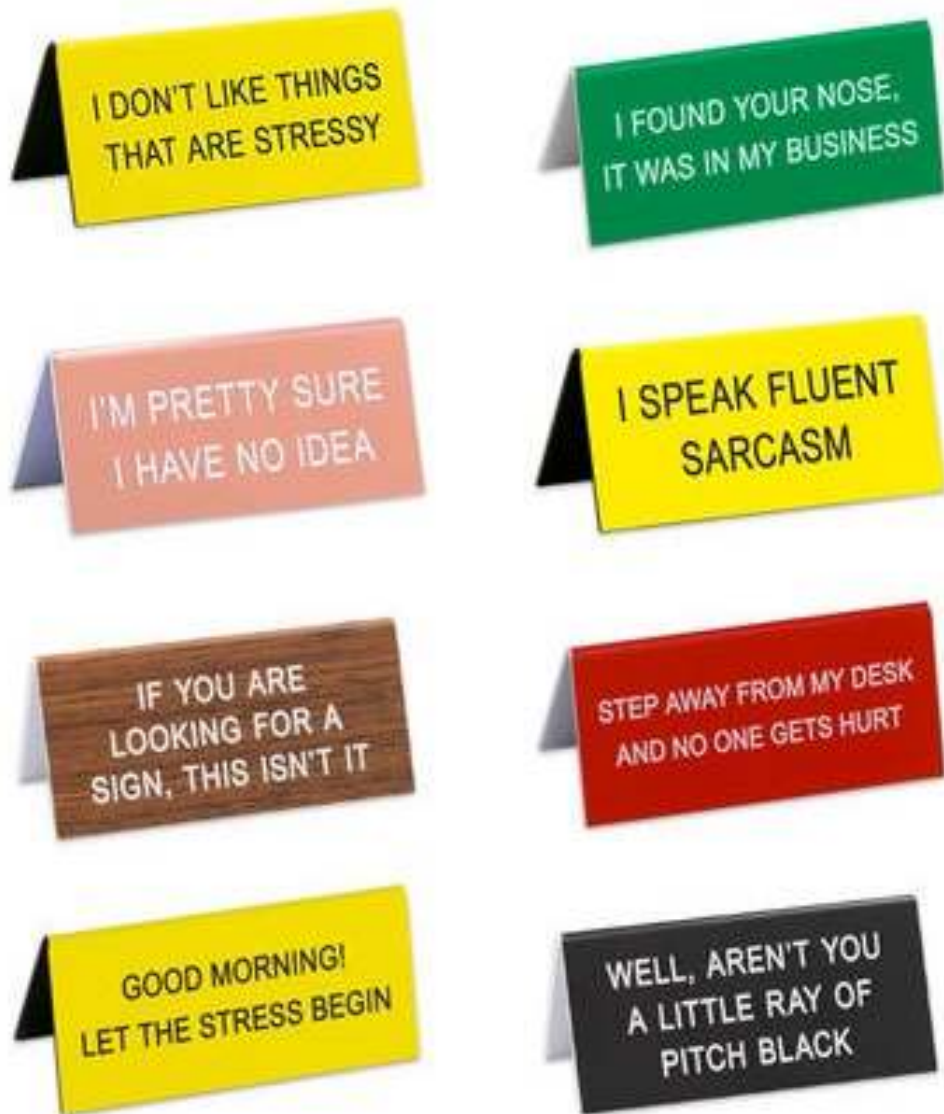 I DON'T LIKE THINGS
THAT ARE STRESSY
I FOUND YOUR NOSE,
IT WAS IN MY BUSINESS
I'M PRETTY SURE
I HAVE NO IDEA
I SPEAK FLUENT
SARCASM
IF YOU ARE
LOOKING FOR A
SIGN, THIS ISN'T IT
STEP AWAY FROM MY DESK
AND NO ONE GETS HURT
GOOD MORNING!
LET THE STRESS BEGIN
WELL, AREN'T YOU
A LITTLE RAY OF
PITCH BLACK